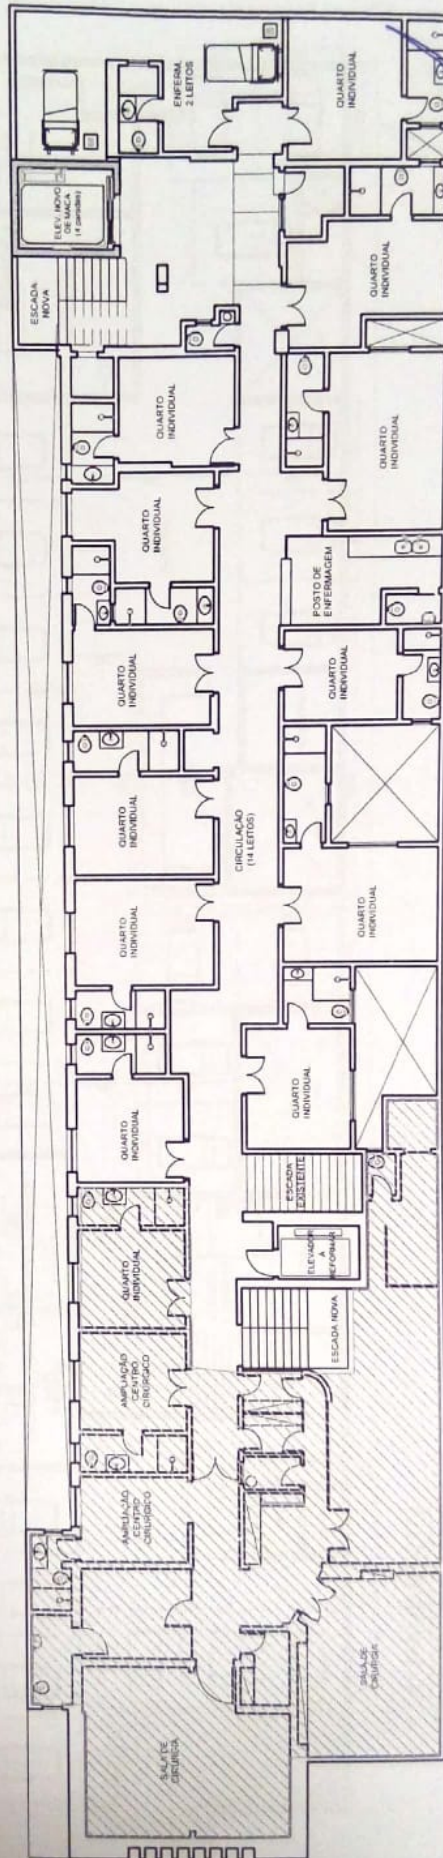 ENFERM.
2 LEITOS
QUARTO
INDIVIDUAL
ELEV. NOVO
DE MACA
(4 paradas)
ESCADA
NOVA
QUARTO
INDIVIDUAL
QUARTO
INDIVIDUAL
QUARTO
INDIVIDUAL
QUARTO
INDIVIDUAL
POSTO DE
ENFERMAGEM
QUARTO
INDIVIDUAL
QUARTO
INDIVIDUAL
QUARTO
INDIVIDUAL
CIRCULAÇÃO
(14 LEITOS)
QUARTO
INDIVIDUAL
QUARTO
INDIVIDUAL
QUARTO
INDIVIDUAL
QUARTO
INDIVIDUAL
ESCADA
EXISTENTE
ELEVADOR
A
REFORMAR
QUARTO
INDIVIDUAL
ESCADA NOVA
AMPLIAÇÃO
CENTRO
CIRÚRGICO
AMPLIAÇÃO
CENTRO
CIRÚRGICO
SALA DE
CIRURGIA
SALA DE
CIRURGIA